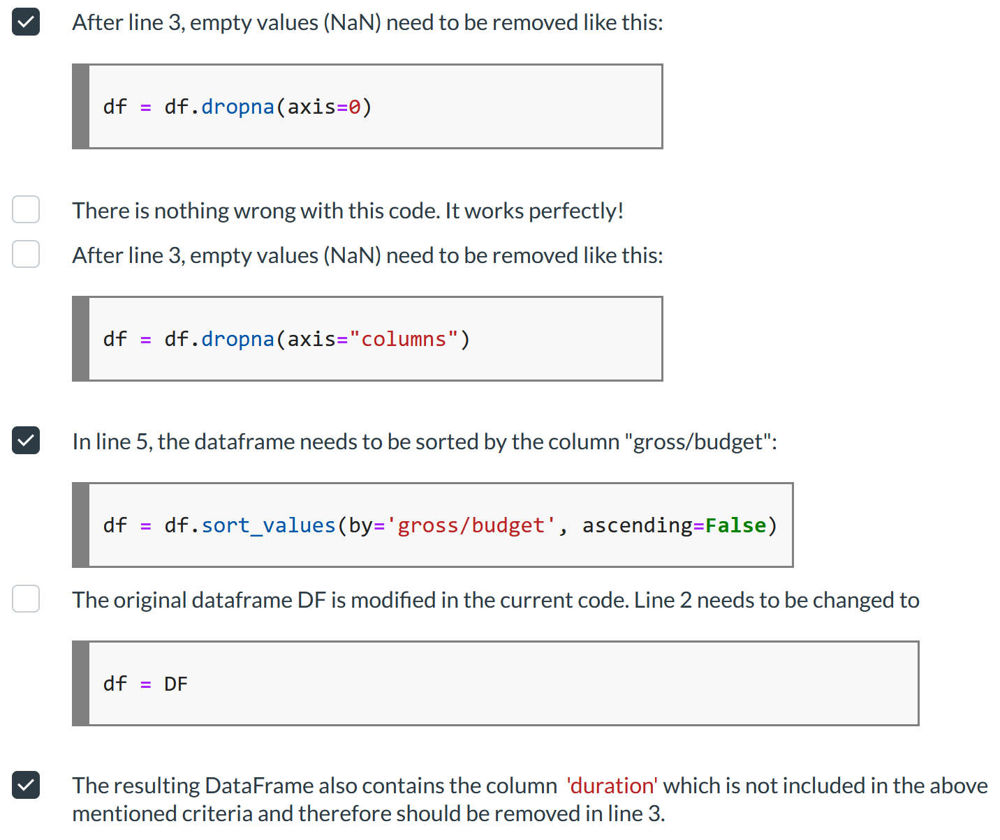 After line 3, empty values (NaN) need to be removed like this:
df = df.dropna(axis=0)
There is nothing wrong with this code. It works perfectly!
After line 3, empty values (NaN) need to be removed like this:
df = df.dropna(axis="columns")
In line 5, the dataframe needs to be sorted by the column "gross/budget":
df = df.sort_values(by='gross/budget', ascending=False)
The original dataframe DF is modified in the current code. Line 2 needs to be changed to
df = DF
The resulting DataFrame also contains the column 'duration' which is not included in the above
mentioned criteria and therefore should be removed in line 3.